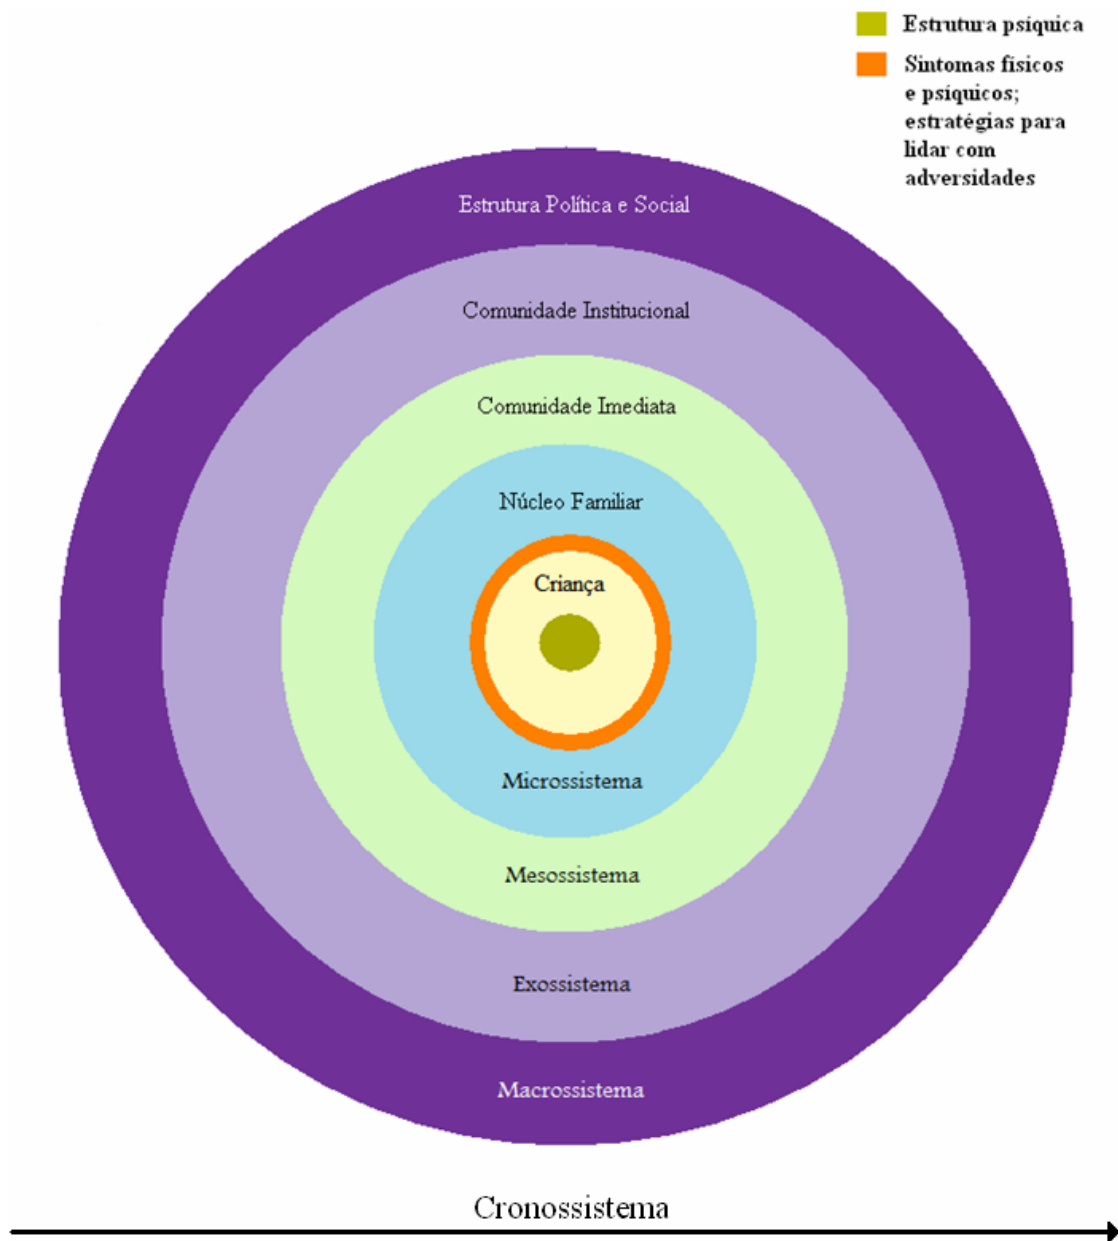 Estrutura psíquica
Sintomas físicos
e psíquicos;
estratégias para
lidar com
adversidades
Estrutura Política e Social
Comunidade Institucional
Comunidade Imediata
Núcleo Familiar
Criança
Microssistema
Mesossistema
Exossistema
Macrossistema
Cronossistema